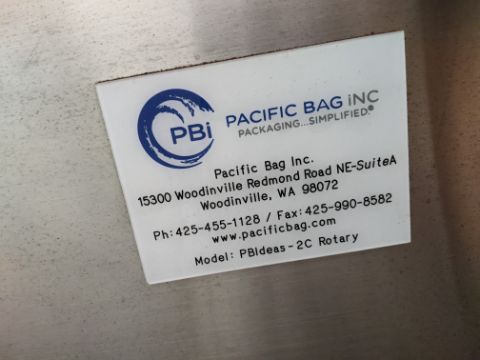 PBi
PACIFIC BAG iNC
PACKAGING...SIMPLIFIED.®
Pacific Bag Inc.
15300 Woodinville Redmond Road NE-SuiteA
Woodinville, WA 98072
Ph: 425-455-1128 / Fax: 425-990-8582
www.pacificbag.com
Model: PBIdeas - 2C Rotary